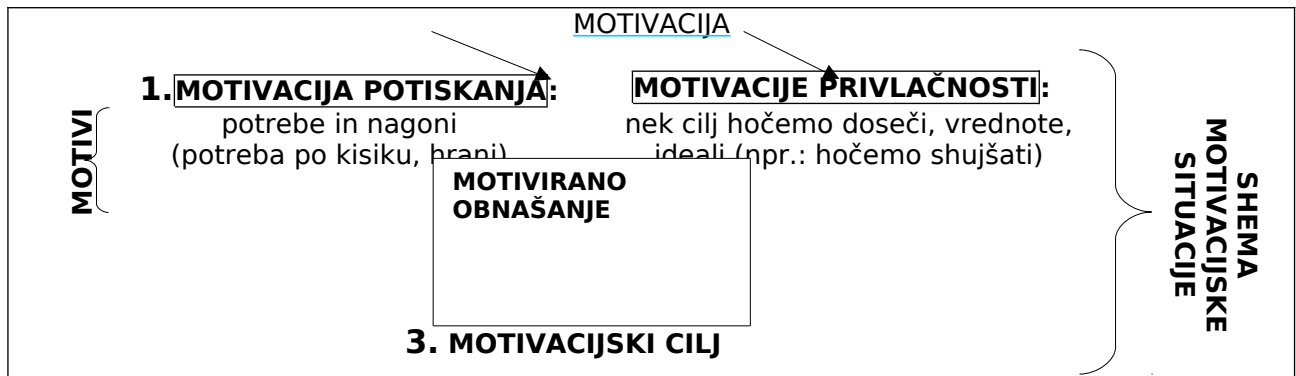 MOTIVACIJA
1. MOTIVACIJA POTISKANJA:
potrebe in nagoni
(potreba po kisiku, hrani)
MOTIVACIJE PRIVLAČNOSTI:
nek cilj hočemo doseči, vrednote,
ideali (npr.: hočemo shujšati)
MOTIVI
MOTIVIRANO
OBNAŠANJE
3. MOTIVACIJSKI CILJ
SHEMA
MOTIVACIJSKE
SITUACIJE